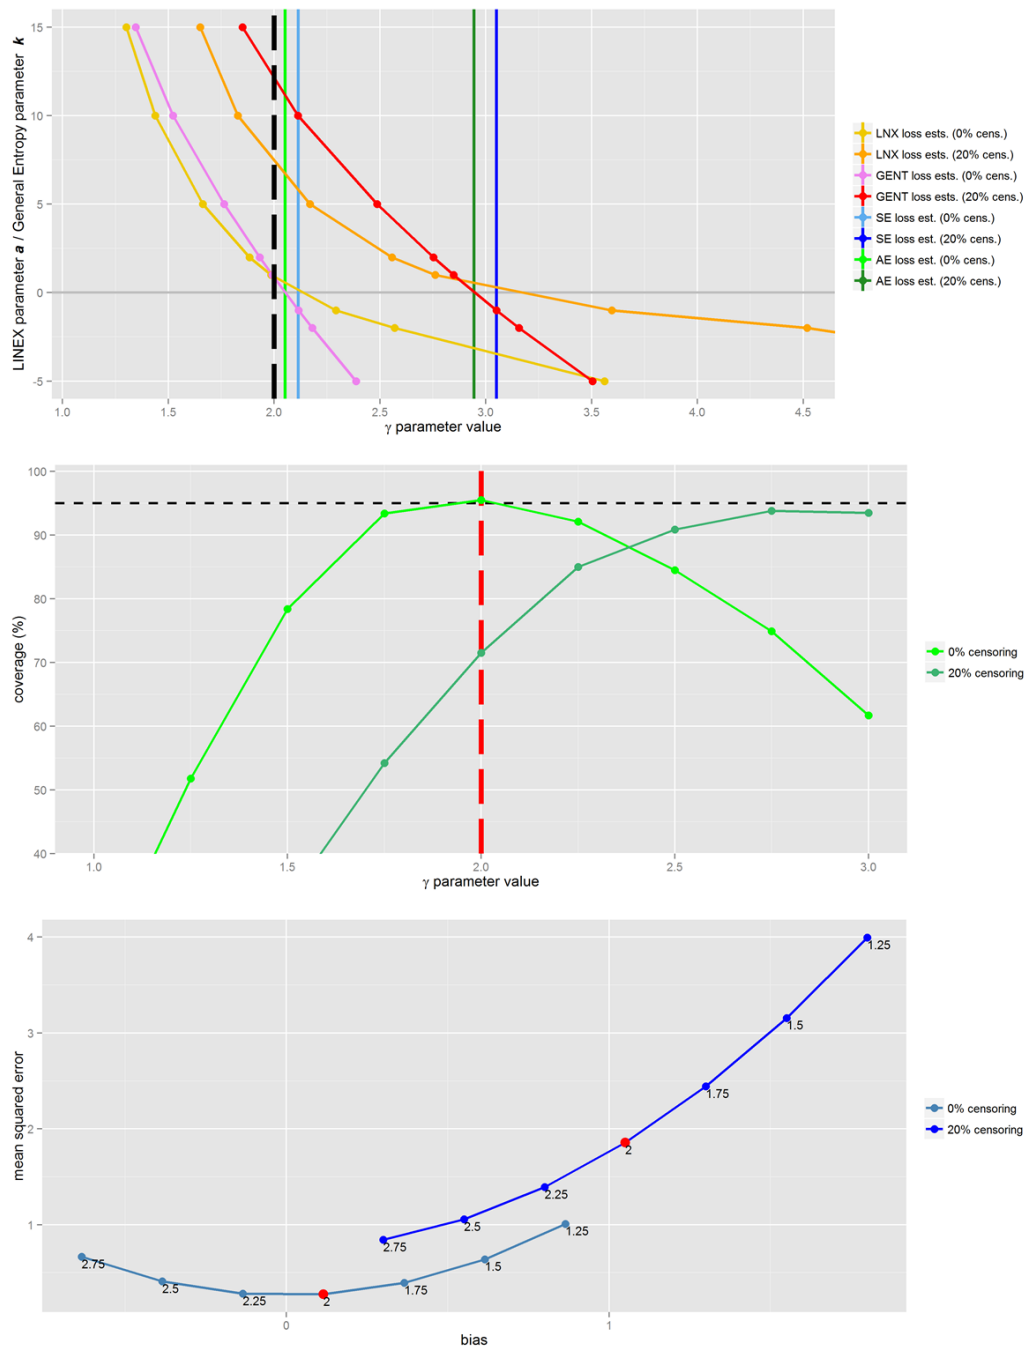 LINEX parameter a / General Entropy parameter k
15
10
5
0
-5
1.0 1.5 2.0 2.5 3.0 3.5 4.0 4.5
γ parameter value
LNX loss ests. (0% cens.)
LNX loss ests. (20% cens.)
GENT loss ests. (0% cens.)
GENT loss ests. (20% cens.)
SE loss est. (0% cens.)
SE loss est. (20% cens.)
AE loss est. (0% cens.)
AE loss est. (20% cens.)
coverage (%)
100
90
80
70
60
50
40
1.0 1.5 2.0 2.5 3.0
γ parameter value
0% censoring
20% censoring
mean squared error
4
3
2
1
1.25
1.5
1.75
2
2.25
2.5
2.75
1.25
1.5
1.75
2
2.25
2.5
2.75
0 1
bias
0% censoring
20% censoring